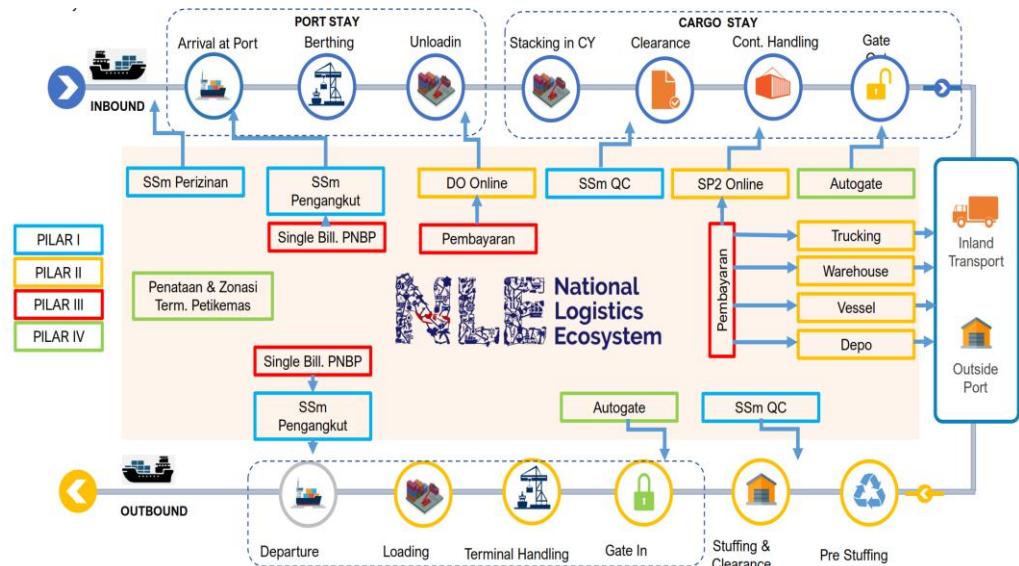 PORT STAY
CARGO STAY
Arrival at Port
Berthing
Unloadin
Stacking in CY
Clearance
Cont. Handling
Gate
INBOUND
SSm Perizinan
SSm
Pengangkut
Single Bill. PNBP
DO Online
Pembayaran
SSm QC
SP2 Online
Autogate
PILAR I
PILAR II
PILAR III
PILAR IV
Penataan & Zonasi
Term. Petikemas
NLE
National
Logistics
Ecosystem
Pembayaran
Trucking
Warehouse
Vessel
Depo
Inland
Transport
Outside
Port
Single Bill. PNBP
SSm
Pengangkut
Autogate
SSm QC
OUTBOUND
Departure
Loading
Terminal Handling
Gate In
Stuffing &
Clearance
Pre Stuffing